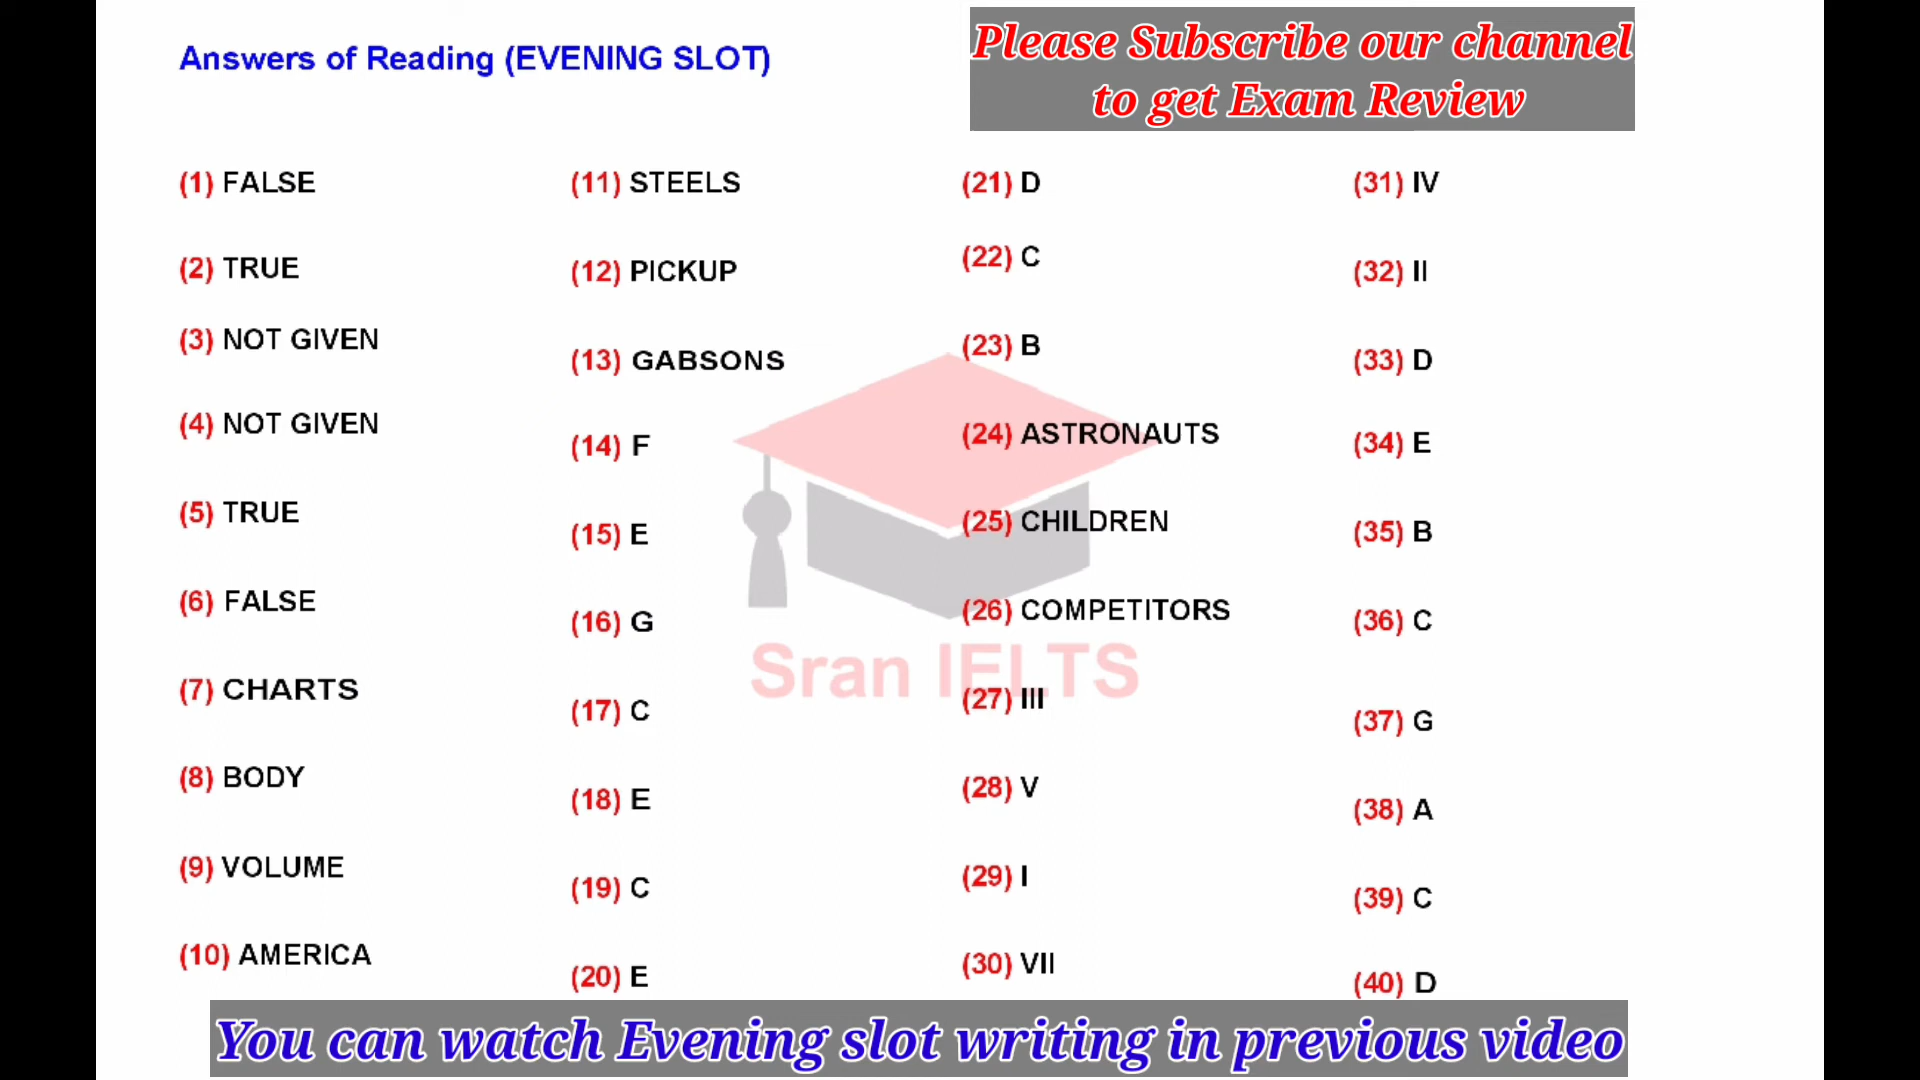 Answers of Reading (EVENING SLOT)
Please Subscribe our channel
to get Exam Review
(1) FALSE
(2) TRUE
(3) NOT GIVEN
(4) NOT GIVEN
(5) TRUE
(6) FALSE
(7) CHARTS
(8) BODY
(9) VOLUME
(10) AMERICA
(11) STEELS
(12) PICKUP
(13) GABSONS
(14) F
(15) E
(16) G
(17) C
(18) E
(19) C
(20) E
(21) D
(22) C
(23) B
(24) ASTRONAUTS
(25) CHILDREN
(26) COMPETITORS
(27) III
(28) V
(29) I
(30) VII
(31) IV
(32) II
(33) D
(34) E
(35) B
(36) C
(37) G
(38) A
(39) C
(40) D
Sran IELTS
You can watch Evening slot writing in previous video